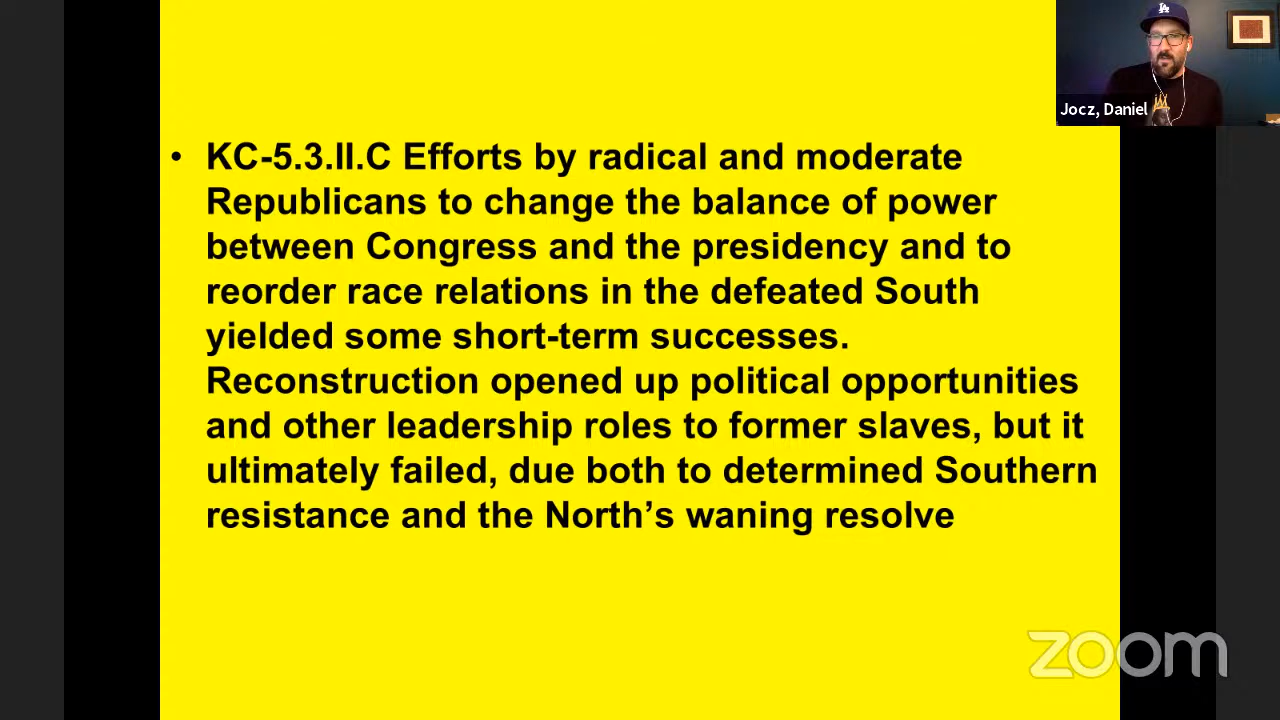 • KC-5.3.II.C Efforts by radical and moderate
Republicans to change the balance of power
between Congress and the presidency and to
reorder race relations in the defeated South
yielded some short-term successes.
Reconstruction opened up political opportunities
and other leadership roles to former slaves, but it
ultimately failed, due both to determined Southern
resistance and the North’s waning resolve
LA
Jocz, Daniel
zoom